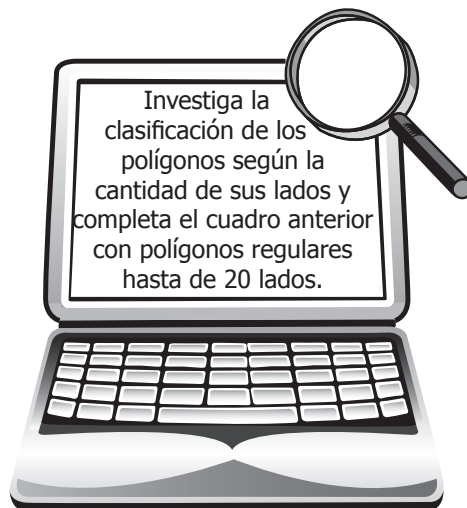 Investiga la
clasificación de los
polígonos según la
cantidad de sus lados y
completa el cuadro anterior
con polígonos regulares
hasta de 20 lados.